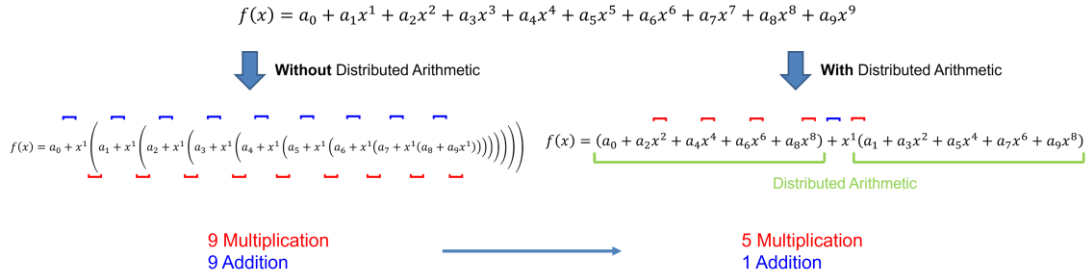 f(x) = a₀ + a₁x¹ + a₂x² + a₃x³ + a₄x⁴ + a₅x⁵ + a₆x⁶ + a₇x⁷ + a₈x⁸ + a₉x⁹
Without Distributed Arithmetic
With Distributed Arithmetic
f(x) = a₀ + x¹(a₁ + x¹(a₂ + x¹(a₃ + x¹(a₄ + x¹(a₅ + x¹(a₆ + x¹(a₇ + x¹(a₈ + a₉x¹))))))))
f(x) = (a₀ + a₂x² + a₄x⁴ + a₆x⁶ + a₈x⁸) + x¹(a₁ + a₃x² + a₅x⁴ + a₇x⁶ + a₉x⁸)
Distributed Arithmetic
9 Multiplication
9 Addition
5 Multiplication
1 Addition